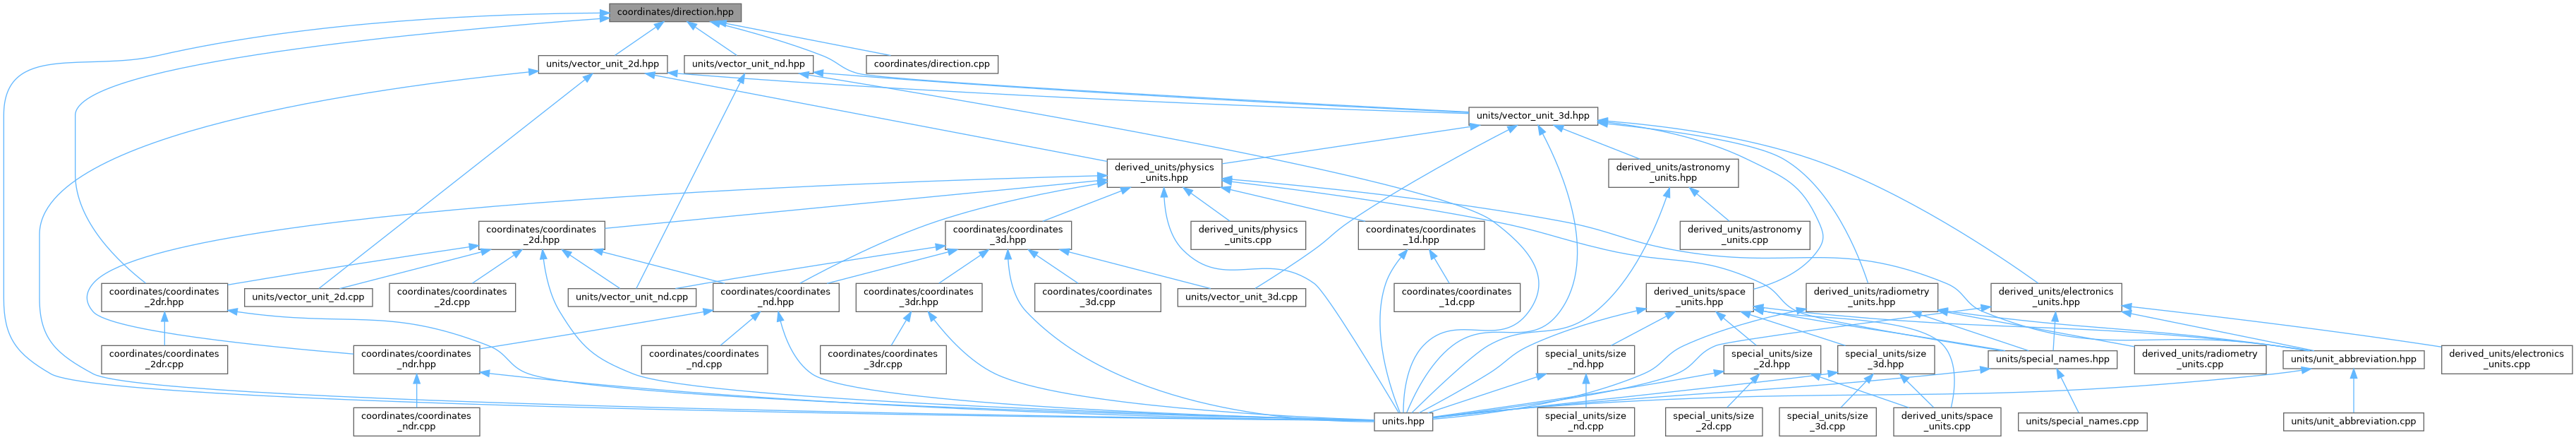 coordinates/direction.hpp
units/vector_unit_2d.hpp
units/vector_unit_nd.hpp
coordinates/direction.cpp
units/vector_unit_3d.hpp
derived_units/physics
_units.hpp
derived_units/astronomy
_units.hpp
coordinates/coordinates
_2d.hpp
coordinates/coordinates
_3d.hpp
derived_units/physics
_units.cpp
coordinates/coordinates
_1d.hpp
derived_units/astronomy
_units.cpp
coordinates/coordinates
_2dr.hpp
units/vector_unit_2d.cpp
coordinates/coordinates
_2d.cpp
units/vector_unit_nd.cpp
coordinates/coordinates
_nd.hpp
coordinates/coordinates
_3dr.hpp
coordinates/coordinates
_3d.cpp
units/vector_unit_3d.cpp
coordinates/coordinates
_1d.cpp
derived_units/space
_units.hpp
derived_units/radiometry
_units.hpp
derived_units/electronics
_units.hpp
coordinates/coordinates
_2dr.cpp
coordinates/coordinates
_ndr.hpp
coordinates/coordinates
_nd.cpp
coordinates/coordinates
_3dr.cpp
special_units/size
_nd.hpp
special_units/size
_2d.hpp
special_units/size
_3d.hpp
units/special_names.hpp
derived_units/radiometry
_units.cpp
units/unit_abbreviation.hpp
derived_units/electronics
_units.cpp
coordinates/coordinates
_ndr.cpp
units.hpp
special_units/size
_nd.cpp
special_units/size
_2d.cpp
special_units/size
_3d.cpp
derived_units/space
_units.cpp
units/special_names.cpp
units/unit_abbreviation.cpp